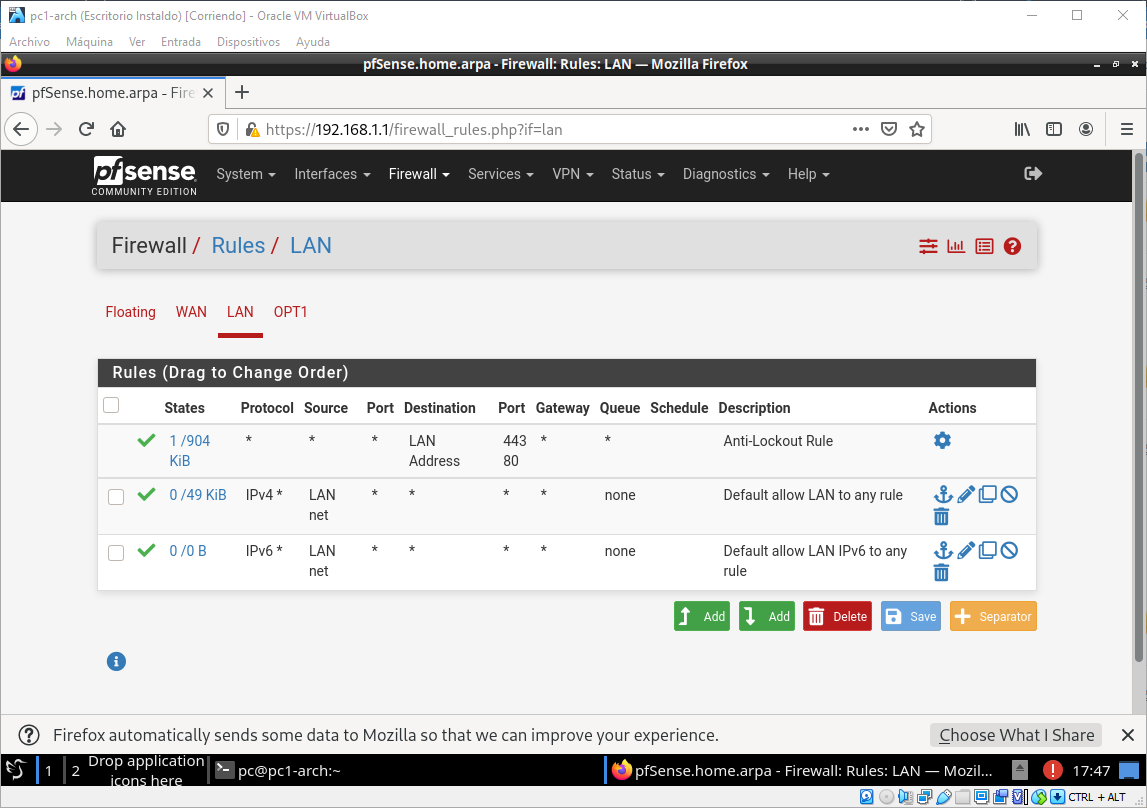 pc1-arch (Escritorio Instaldo) [Corriendo] - Oracle VM VirtualBox
Archivo Máquina Ver Entrada Dispositivos Ayuda
pfSense.home.arpa - Firewall: Rules: LAN — Mozilla Firefox
pfSense.home.arpa - Fire
https://192.168.1.1/firewall_rules.php?if=lan
pfsense
COMMUNITY EDITION
System Interfaces Firewall Services VPN Status Diagnostics Help
Firewall / Rules / LAN
Floating WAN LAN OPT1
Rules (Drag to Change Order)
States Protocol Source Port Destination Port Gateway Queue Schedule Description Actions
1 /904 * * * LAN 443 * * Anti-Lockout Rule
KiB Address 80
0 /49 KiB IPv4 * LAN * * * * none Default allow LAN to any rule
net
0 /0 B IPv6 * LAN * * * * none Default allow LAN IPv6 to any
net rule
Add Add Delete Save Separator
Firefox automatically sends some data to Mozilla so that we can improve your experience. Choose What I Share
1 2 Drop application
icons here
pc@pc1-arch:~
pfSense.home.arpa - Firewall: Rules: LAN — Mozil...
17:47
CTRL + ALT